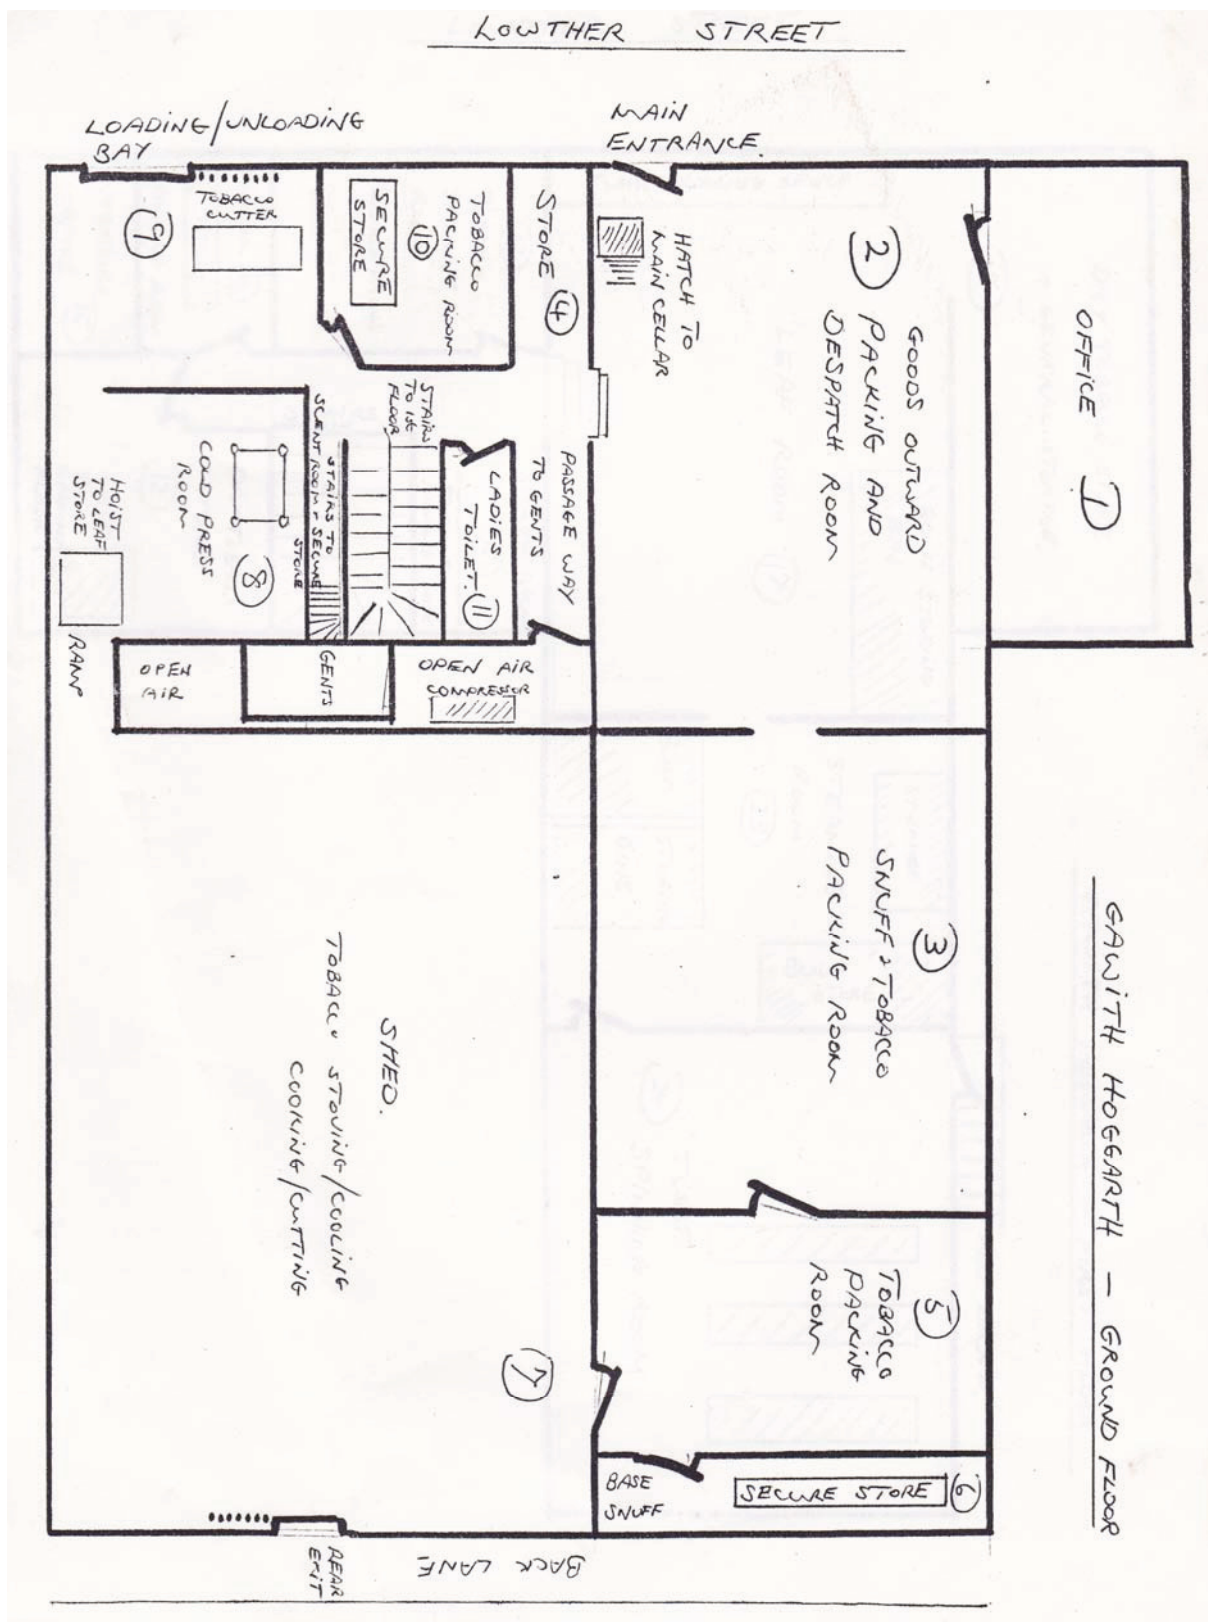 LOWTHER STREET
LOADING/UNLOADING
BAY
MAIN
ENTRANCE.
TOBACCO
CUTTER
9
SECURE
STORE
10
TOBACCO
PACKING ROOM
STORE 4
HATCH TO
MAIN CELLAR
2
GOODS OUTWARD
PACKING AND
DESPATCH ROOM
OFFICE 1
STAIRS
TO 1st
FLOOR
STAIRS TO
SCENT ROOM + SECURE
STORE
COLD PRESS
ROOM
8
HOIST
TO LEAF
STORE
RAMP
LADIES
TOILET. 11
PASSAGE WAY
TO GENTS
OPEN
AIR
GENTS
OPEN AIR
COMPRESSOR
3
SNUFF & TOBACCO
PACKING ROOM
GAWITH HOGGARTH - GROUND FLOOR
SHED.
TOBACCO STOVING/COOLING
COOKING/CUTTING
7
5
TOBACCO
PACKING
ROOM
BASE
SNUFF
SECURE STORE
6
REAR
EXIT
BACK LANE